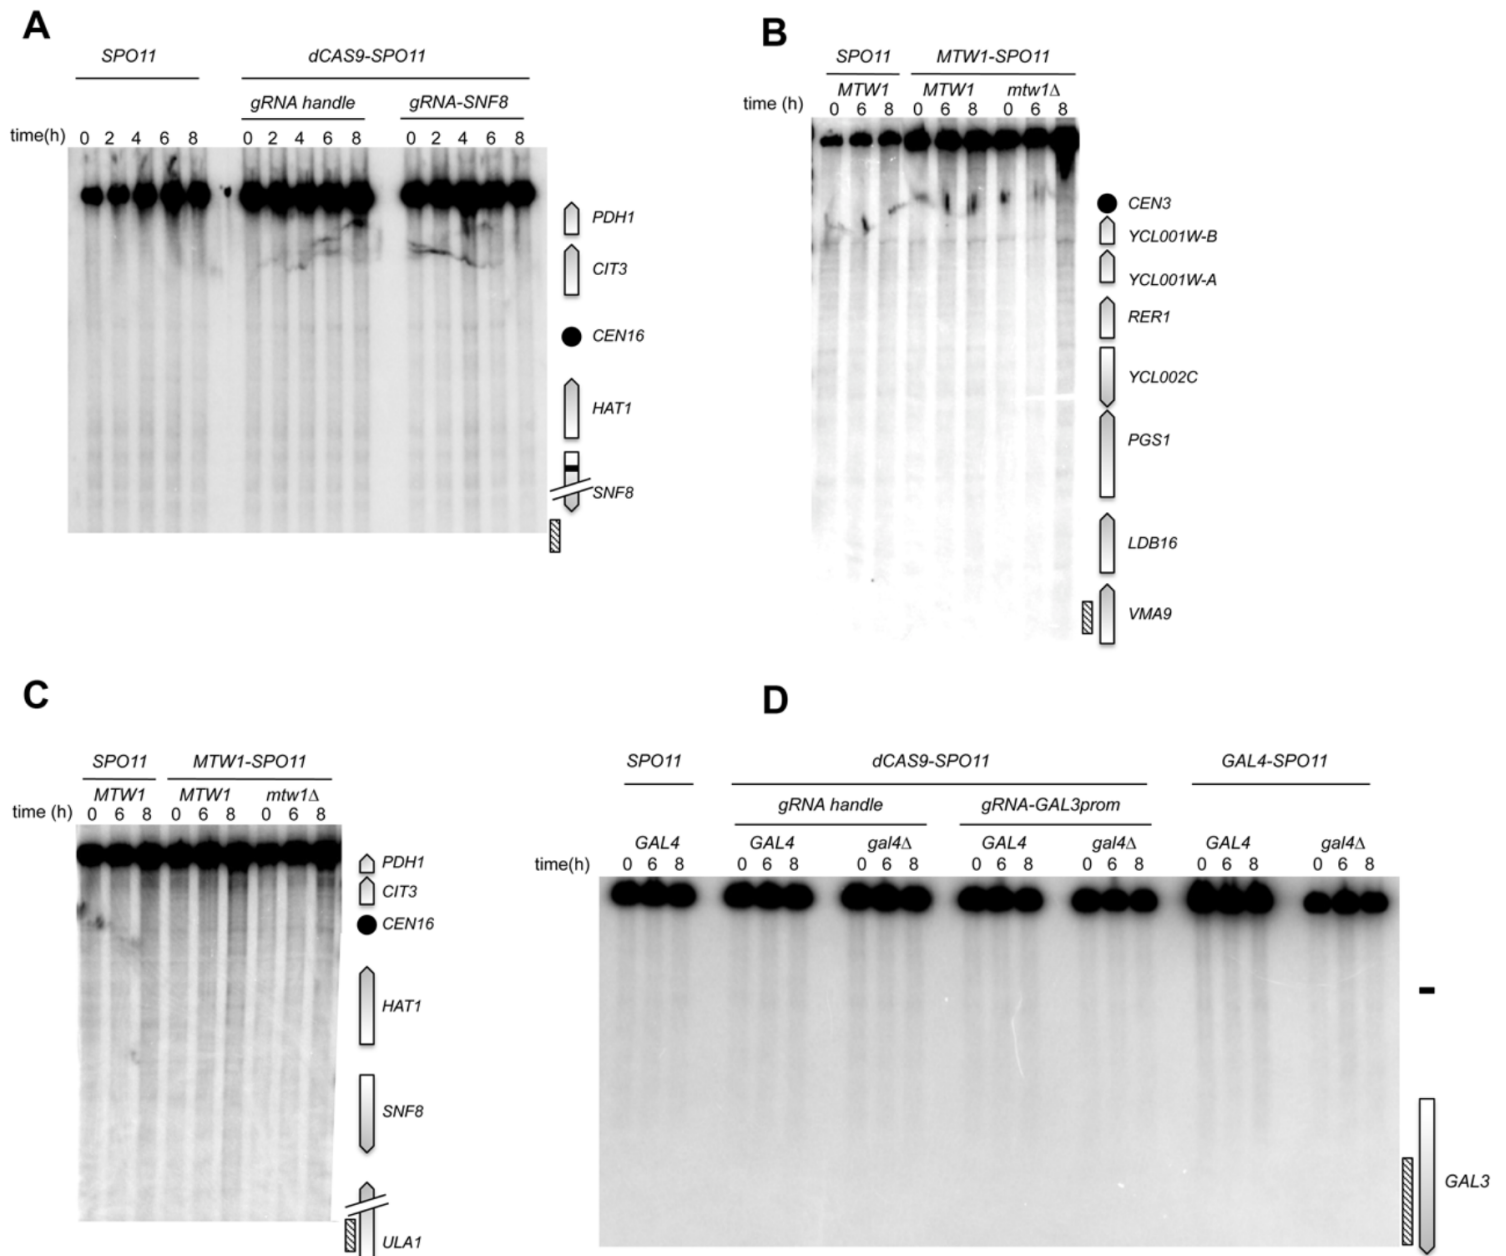 A
SPO11 dCAS9-SPO11
gRNA handle gRNA-SNF8
time(h) 0 2 4 6 8 0 2 4 6 8 0 2 4 6 8
PDH1
CIT3
CEN16
HAT1
SNF8
B
SPO11 MTW1-SPO11
MTW1 MTW1 mtw1Δ
time (h) 0 6 8 0 6 8 0 6 8
CEN3
YCL001W-B
YCL001W-A
RER1
YCL002C
PGS1
LDB16
VMA9
C
SPO11 MTW1-SPO11
MTW1 MTW1 mtw1Δ
time (h) 0 6 8 0 6 8 0 6 8
PDH1
CIT3
CEN16
HAT1
SNF8
ULA1
D
SPO11 dCAS9-SPO11 GAL4-SPO11
gRNA handle gRNA-GAL3prom
GAL4 GAL4 gal4Δ GAL4 gal4Δ GAL4 gal4Δ
time(h) 0 6 8 0 6 8 0 6 8 0 6 8 0 6 8 0 6 8 0 6 8
GAL3